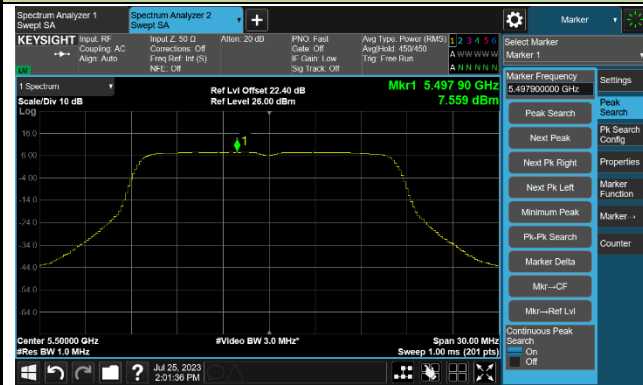 Spectrum Analyzer 1
Swept SA
Spectrum Analyzer 2
Swept SA
Marker
KEYSIGHT
Input: RF
Coupling: AC
Align: Auto
Input Z: 50 Ω
Corrections: Off
Freq Ref: Int (S)
NFE: Off
Atten: 20 dB
PNO: Fast
Gate: Off
IF Gain: Low
Sig Track: Off
Avg Type: Power (RMS)
Avg|Hold: 450/450
Trig: Free Run
1 2 3 4 5 6
A W W W W W
A N N N N N
LXI
Select Marker
Marker 1
1 Spectrum
Scale/Div 10 dB
Log
Ref Lvl Offset 22.40 dB
Ref Level 26.00 dBm
Mkr1 5.497 90 GHz
7.559 dBm
16.0
6.00
-4.00
-14.0
-24.0
-34.0
-44.0
-54.0
-64.0
1
Center 5.50000 GHz
#Res BW 1.0 MHz
#Video BW 3.0 MHz*
Span 30.00 MHz
Sweep 1.00 ms (201 pts)
Marker Frequency
5.497900000 GHz
Peak Search
Next Peak
Next Pk Right
Next Pk Left
Minimum Peak
Pk-Pk Search
Marker Delta
Mkr→CF
Mkr→Ref Lvl
Continuous Peak
Search
On
Off
Settings
Peak
Search
Pk Search
Config
Properties
Marker
Function
Marker→
Counter
Jul 25, 2023
2:01:36 PM